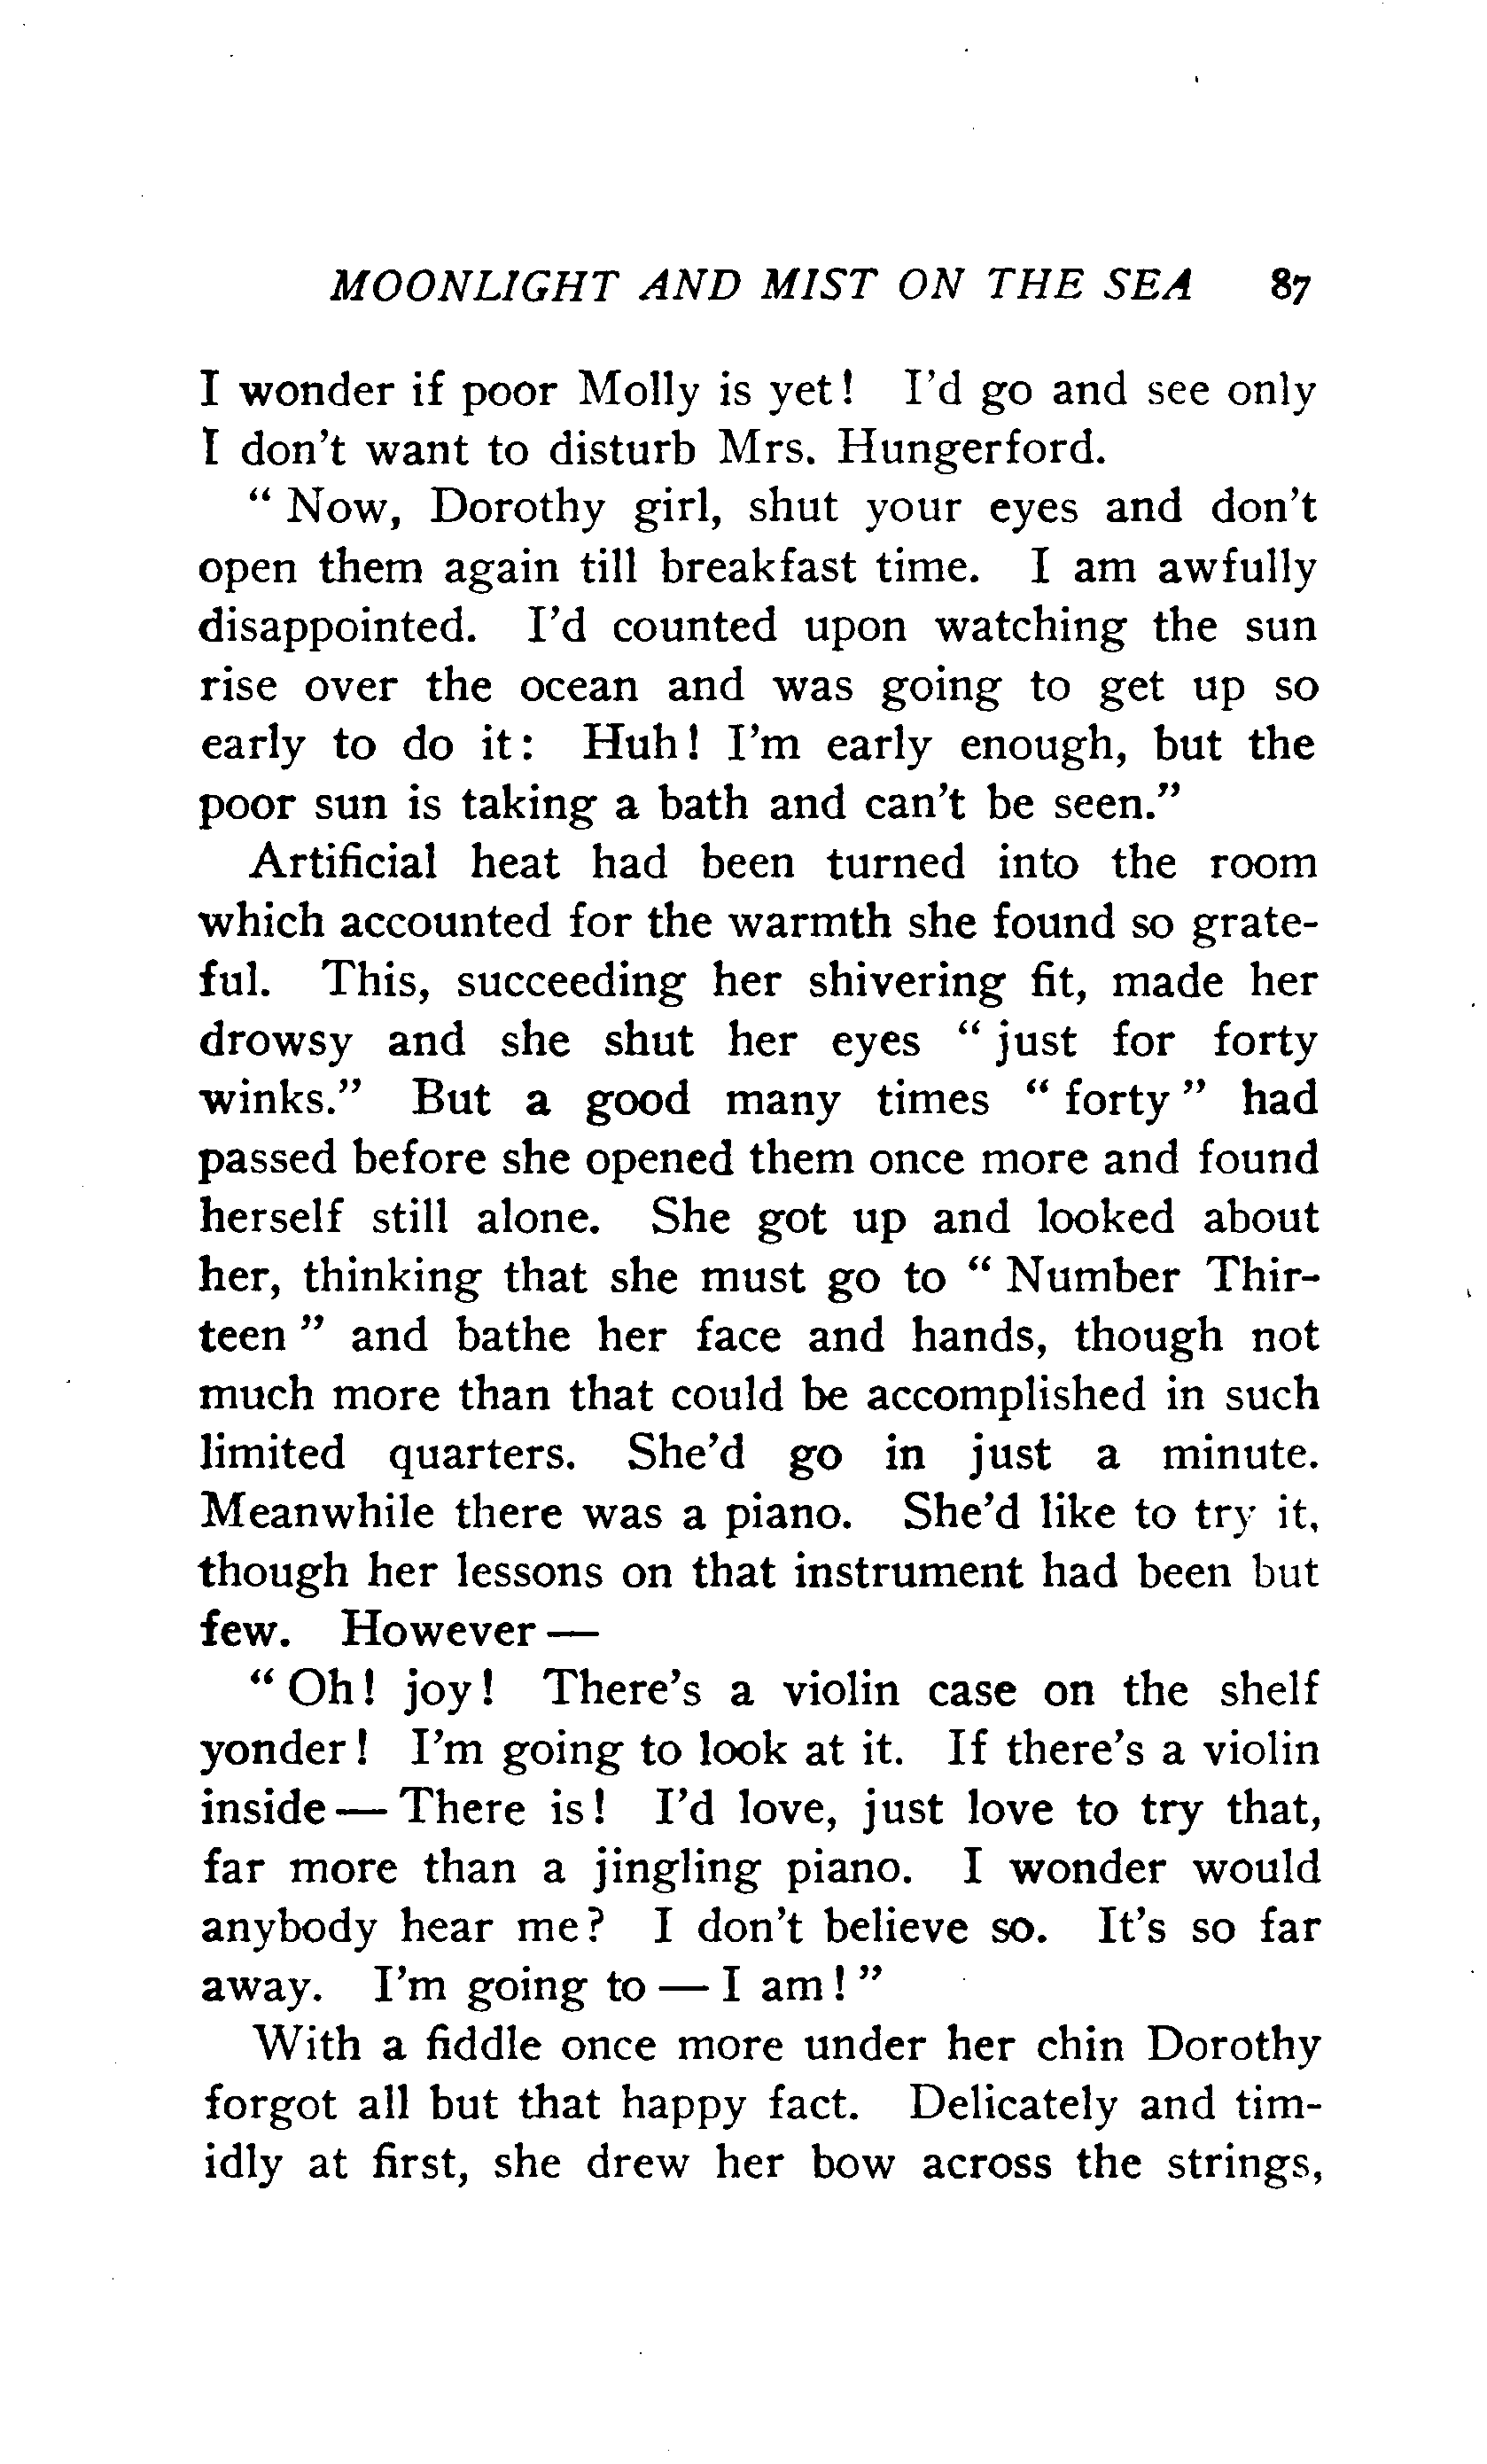 MOONLIGHT AND MIST ON THE SEA 87
I wonder if poor Molly is yet! I'd go and see only
I don't want to disturb Mrs. Hungerford.
" Now, Dorothy girl, shut your eyes and don't
open them again till breakfast time. I am awfully
disappointed. I'd counted upon watching the sun
rise over the ocean and was going to get up so
early to do it: Huh! I'm early enough, but the
poor sun is taking a bath and can't be seen."
Artificial heat had been turned into the room
which accounted for the warmth she found so grate-
ful. This, succeeding her shivering fit, made her
drowsy and she shut her eyes " just for forty
winks." But a good many times " forty " had
passed before she opened them once more and found
herself still alone. She got up and looked about
her, thinking that she must go to " Number Thir-
teen " and bathe her face and hands, though not
much more than that could be accomplished in such
limited quarters. She'd go in just a minute.
Meanwhile there was a piano. She'd like to try it,
though her lessons on that instrument had been but
few. However —
" Oh! joy! There's a violin case on the shelf
yonder! I'm going to look at it. If there's a violin
inside — There is! I'd love, just love to try that,
far more than a jingling piano. I wonder would
anybody hear me? I don't believe so. It's so far
away. I'm going to — I am! "
With a fiddle once more under her chin Dorothy
forgot all but that happy fact. Delicately and tim-
idly at first, she drew her bow across the strings,